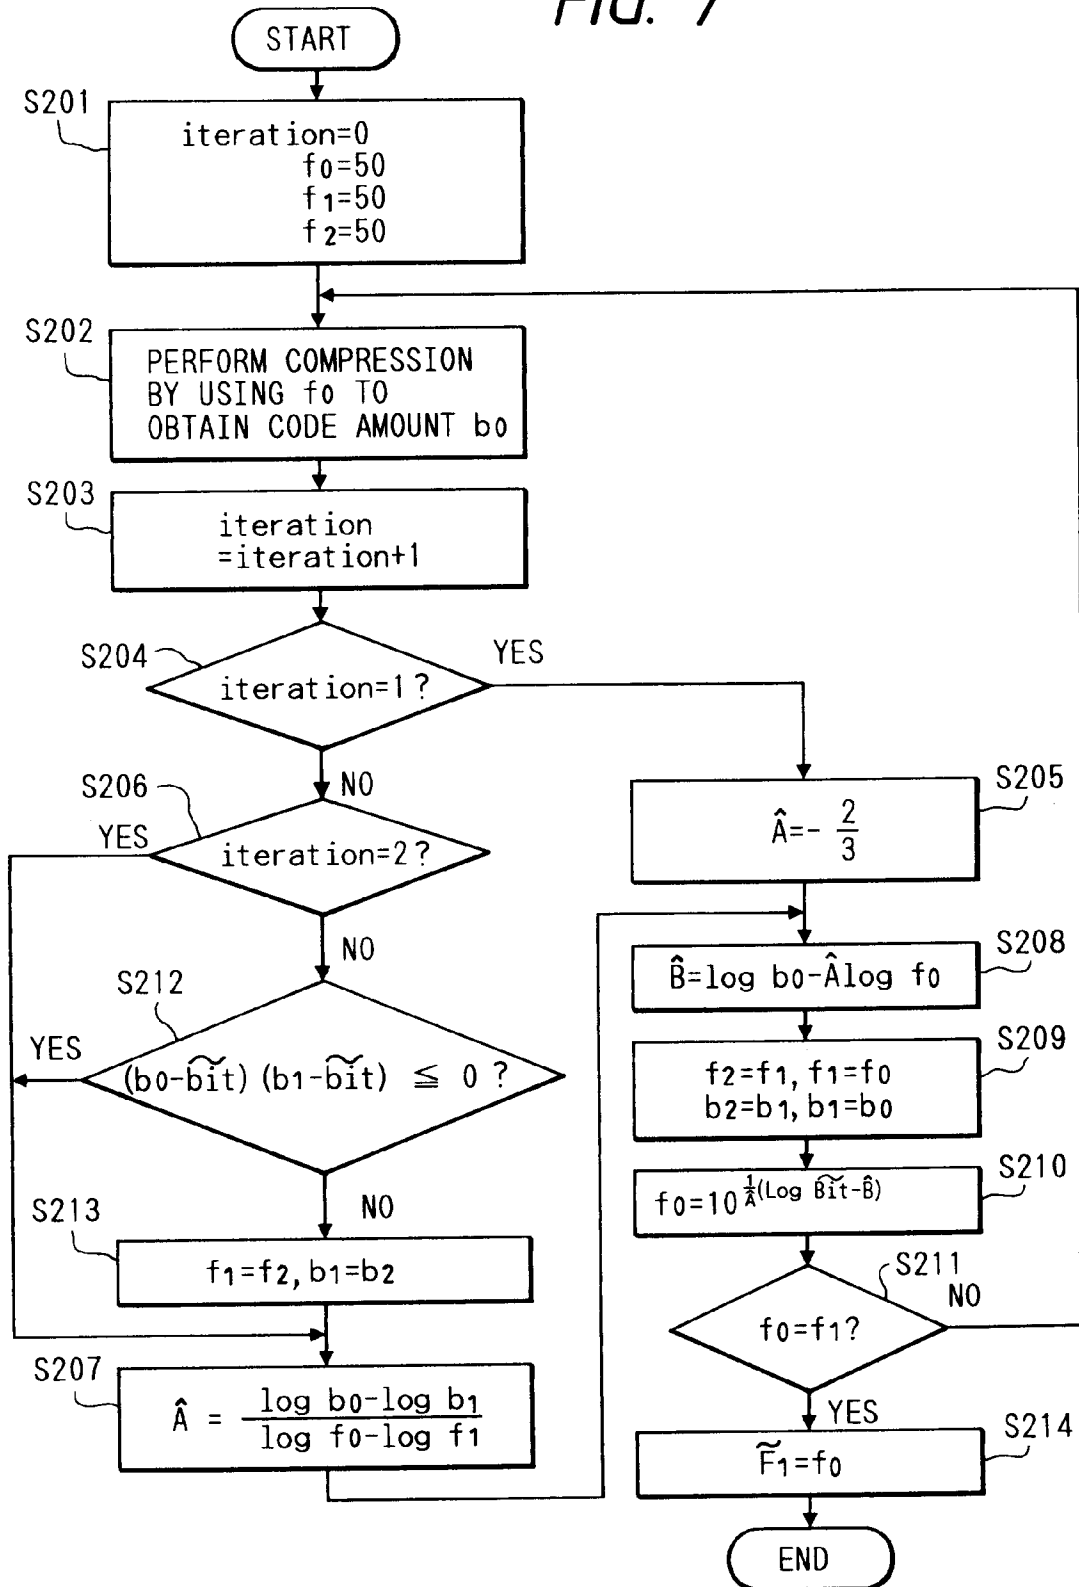 FIG. 7
START
S201
iteration=0
f0=50
f1=50
f2=50
S202
PERFORM COMPRESSION
BY USING f0 TO
OBTAIN CODE AMOUNT b0
S203
iteration
=iteration+1
S204
iteration=1?
YES
NO
S205
Â=- 2/3
S206
iteration=2?
YES
NO
S212
(b0-b͠it)(b1-b͠it) ≦ 0 ?
YES
NO
S213
f1=f2, b1=b2
S207
Â = (log b0-log b1)/(log f0-log f1)
S208
B̂=log b0-Âlog f0
S209
f2=f1, f1=f0
b2=b1, b1=b0
S210
f0=10^(1/Â(Log B͠it-B̂))
S211
f0=f1?
NO
YES
S214
F̃1=f0
END